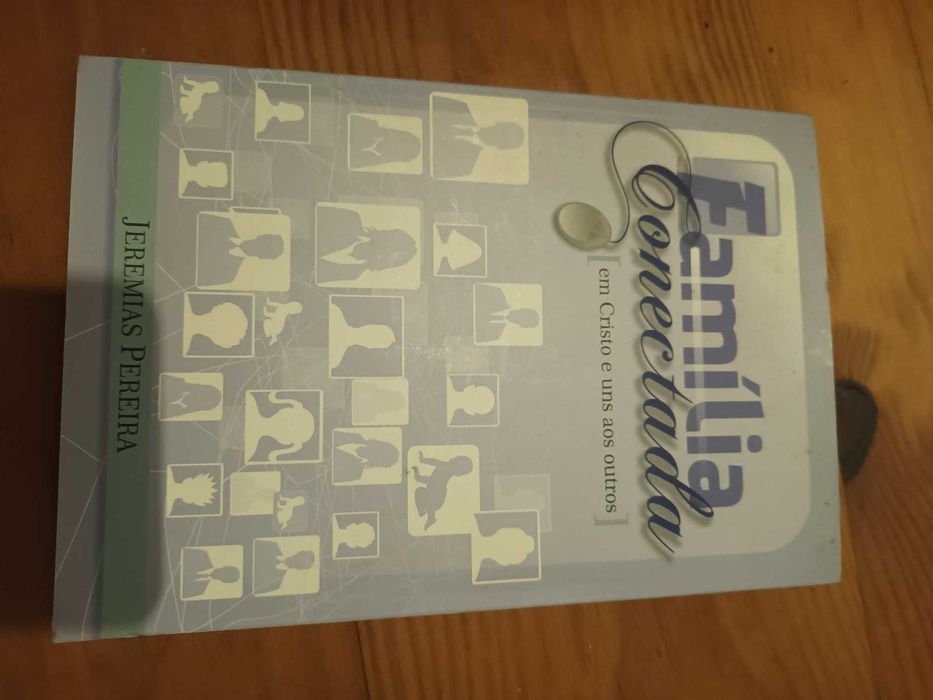 Família
Conectada
[em Cristo e uns aos outros]
JEREMIAS PEREIRA